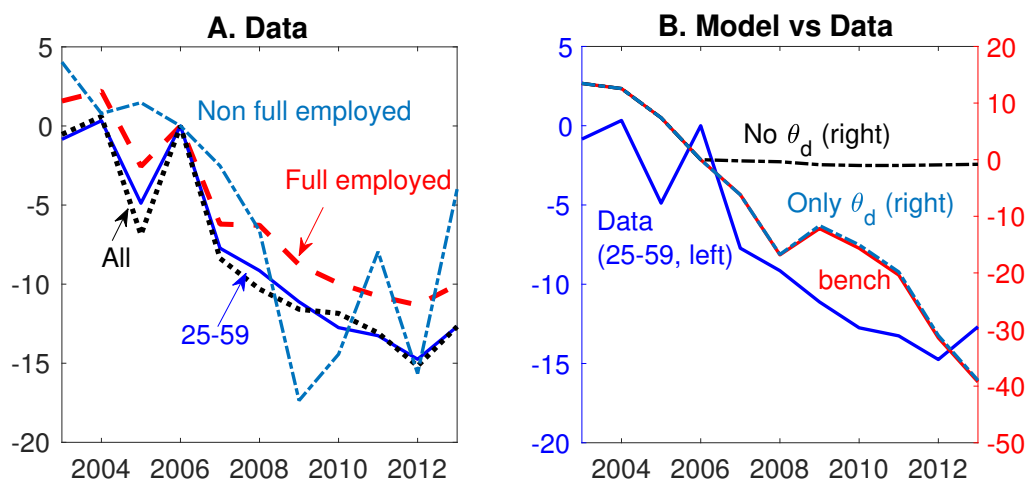 A. Data
5
0
-5
-10
-15
-20
2004 2006 2008 2010 2012
Non full employed
Full employed
All
25-59
B. Model vs Data
5
0
-5
-10
-15
-20
20
10
0
-10
-20
-30
-40
-50
2004 2006 2008 2010 2012
No θ_d (right)
Only θ_d (right)
Data
(25-59, left)
bench